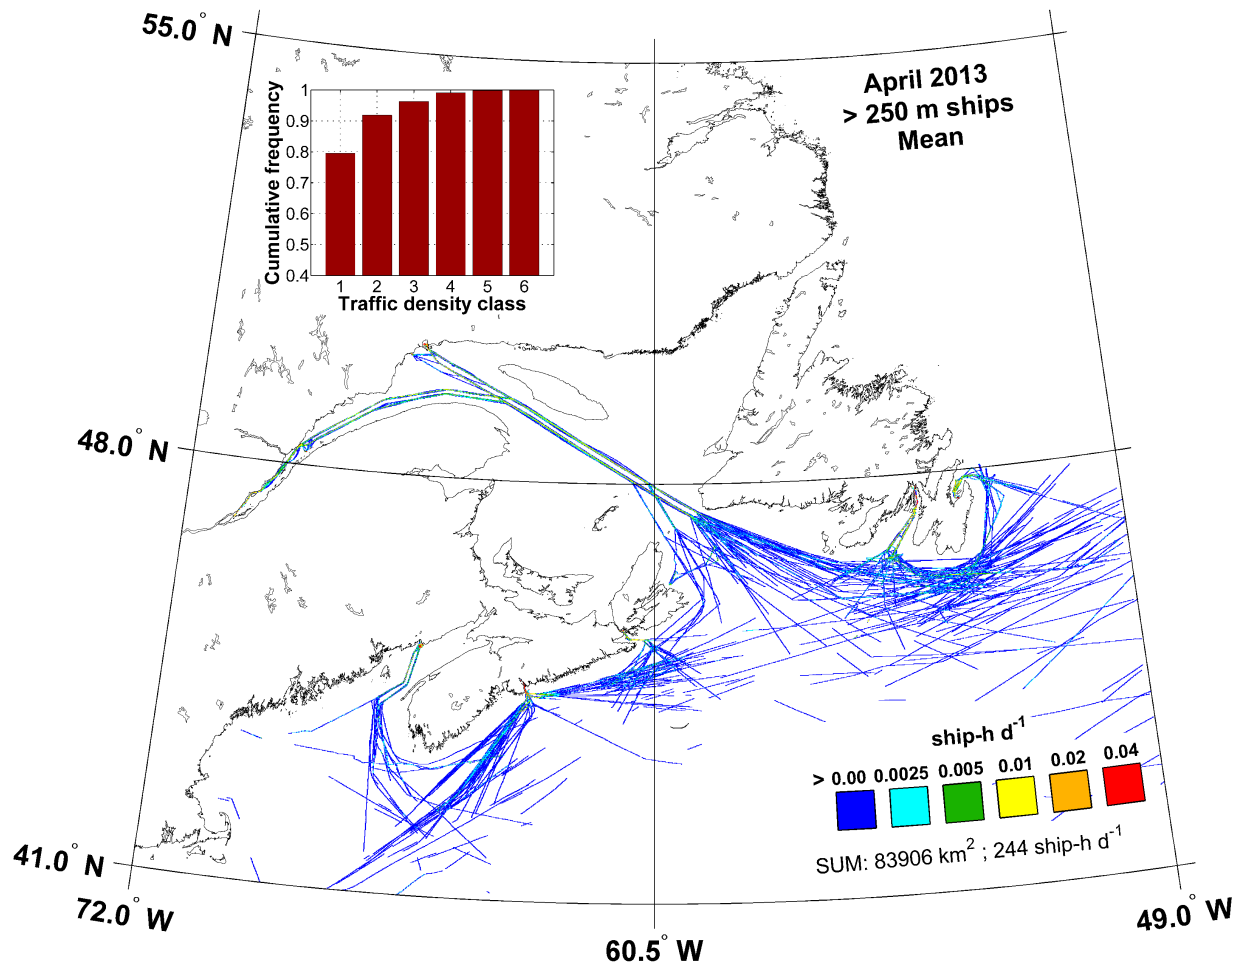 55.0° N
April 2013
> 250 m ships
Mean
Cumulative frequency
1
0.9
0.8
0.7
0.6
0.5
0.4
1 2 3 4 5 6
Traffic density class
48.0° N
ship-h d⁻¹
> 0.00 0.0025 0.005 0.01 0.02 0.04
SUM: 83906 km² ; 244 ship-h d⁻¹
41.0° N
72.0° W
60.5° W
49.0° W